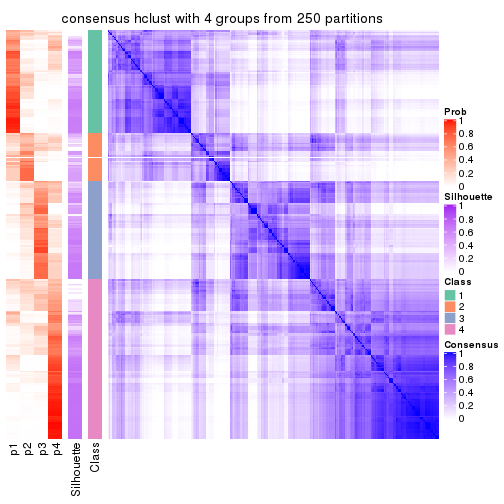 consensus hclust with 4 groups from 250 partitions
Prob
1
0.8
0.6
0.4
0.2
0
Silhouette
1
0.8
0.6
0.4
0.2
0
Class
1
2
3
4
Consensus
1
0.8
0.6
0.4
0.2
0
p1
p2
p3
p4
Silhouette
Class